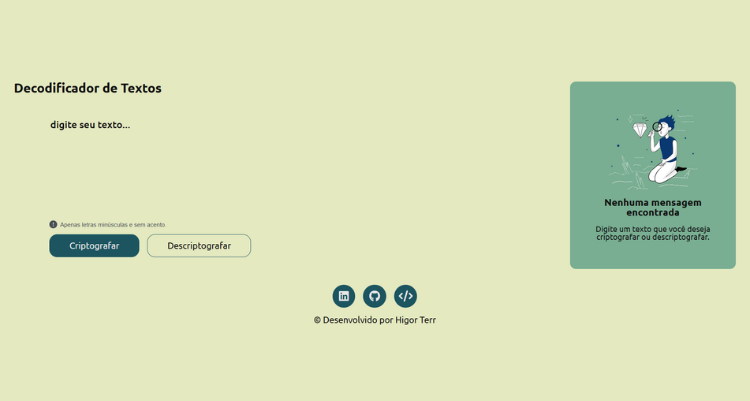 Decodificador de Textos
digite seu texto...
Apenas letras minúsculas e sem acento.
Criptografar
Descriptografar
Nenhuma mensagem
encontrada
Digite um texto que você deseja
criptografar ou descriptografar.
© Desenvolvido por Higor Terr